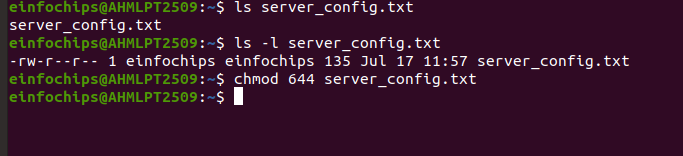 einfochips@AHMLPT2509:~$ ls server_config.txt
server_config.txt
einfochips@AHMLPT2509:~$ ls -l server_config.txt
-rw-r--r-- 1 einfochips einfochips 135 Jul 17 11:57 server_config.txt
einfochips@AHMLPT2509:~$ chmod 644 server_config.txt
einfochips@AHMLPT2509:~$